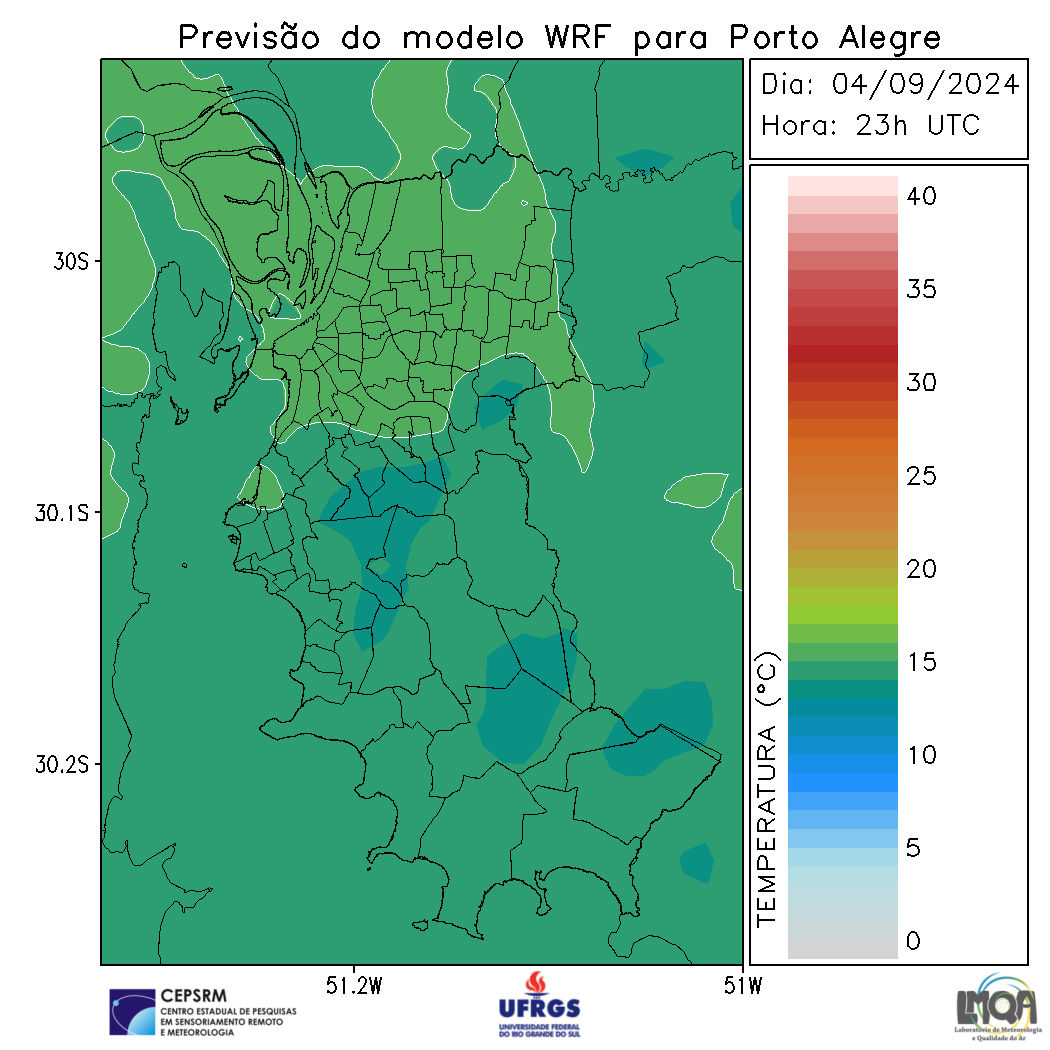 Previsão do modelo WRF para Porto Alegre
Dia: 04/09/2024
Hora: 23h UTC
40
35
30
25
20
15
10
5
0
TEMPERATURA (°C)
30S
30.1S
30.2S
51.2W
51W
CEPSRM
CENTRO ESTADUAL DE PESQUISAS
EM SENSORIAMENTO REMOTO
E METEOROLOGIA
UFRGS
UNIVERSIDADE FEDERAL
DO RIO GRANDE DO SUL
LMQA
Laboratório de Meteorologia
e Qualidade do Ar